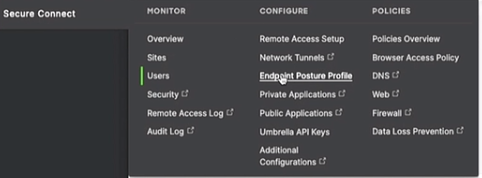 Secure Connect
MONITOR
Overview
Sites
Users
Security
Remote Access Log
Audit Log
CONFIGURE
Remote Access Setup
Network Tunnels
Endpoint Posture Profile
Private Applications
Public Applications
Umbrella API Keys
Additional
Configurations
POLICIES
Policies Overview
Browser Access Policy
DNS
Web
Firewall
Data Loss Prevention